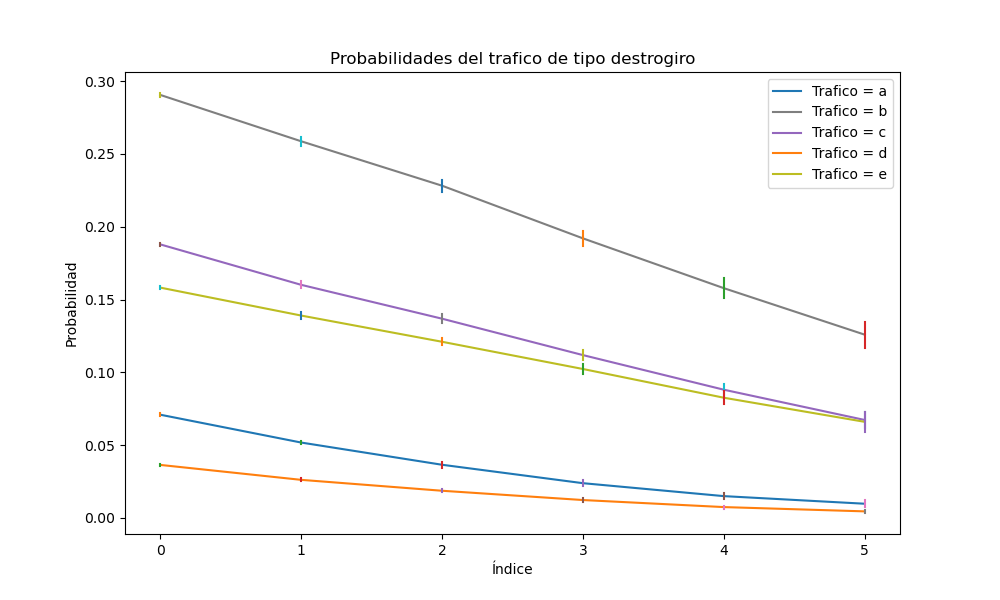 Probabilidades del trafico de tipo destrogiro
0.30
0.25
0.20
0.15
0.10
0.05
0.00
Probabilidad
Trafico = a
Trafico = b
Trafico = c
Trafico = d
Trafico = e
0 1 2 3 4 5
Índice